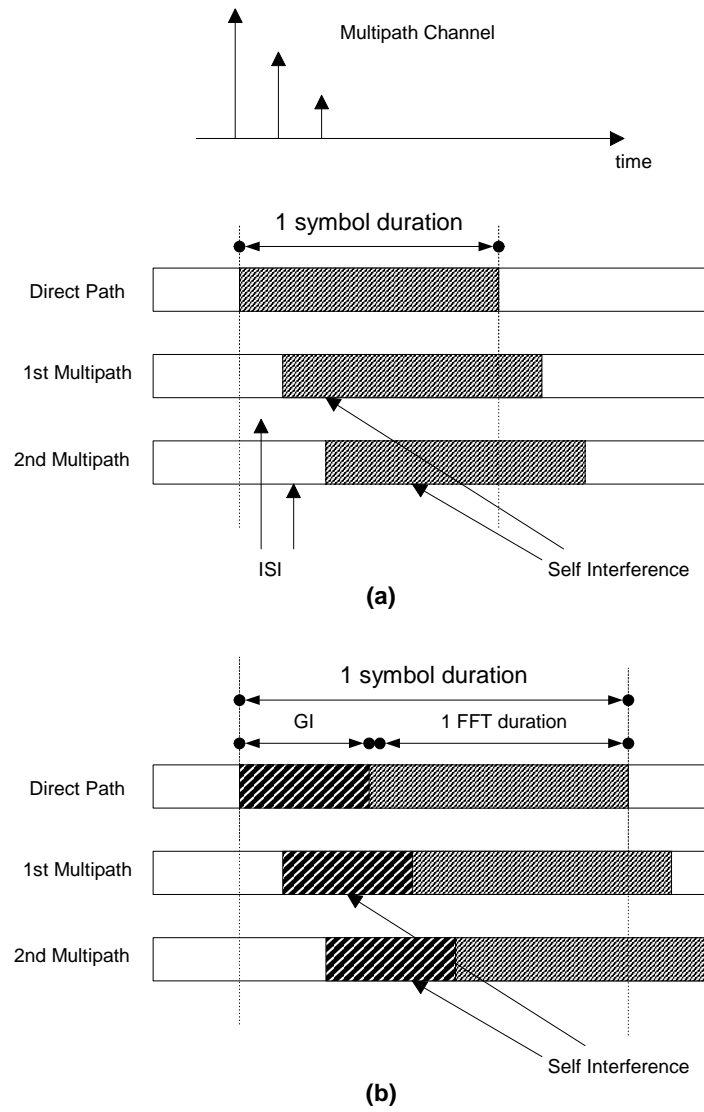 Multipath Channel
time
1 symbol duration
Direct Path
1st Multipath
2nd Multipath
ISI
Self Interference
(a)
1 symbol duration
GI
1 FFT duration
Direct Path
1st Multipath
2nd Multipath
Self Interference
(b)